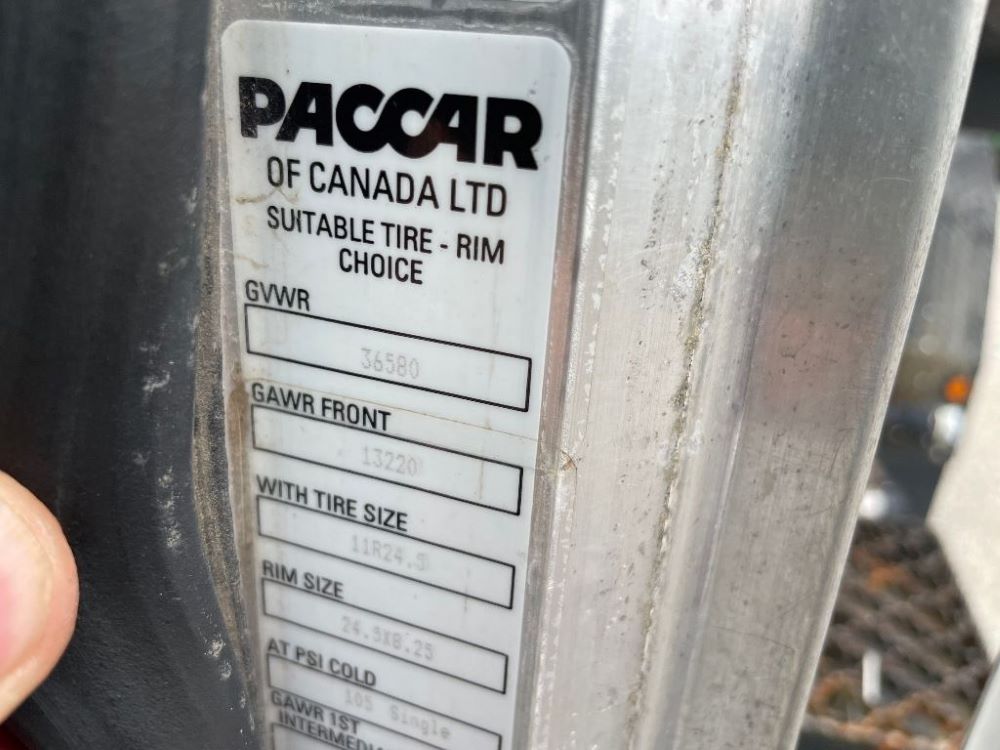 PACCAR
OF CANADA LTD
SUITABLE TIRE - RIM
CHOICE
GVWR
36580
GAWR FRONT
13220
WITH TIRE SIZE
11R24.5
RIM SIZE
24.5X8.25
AT PSI COLD
105 Single
GAWR 1ST